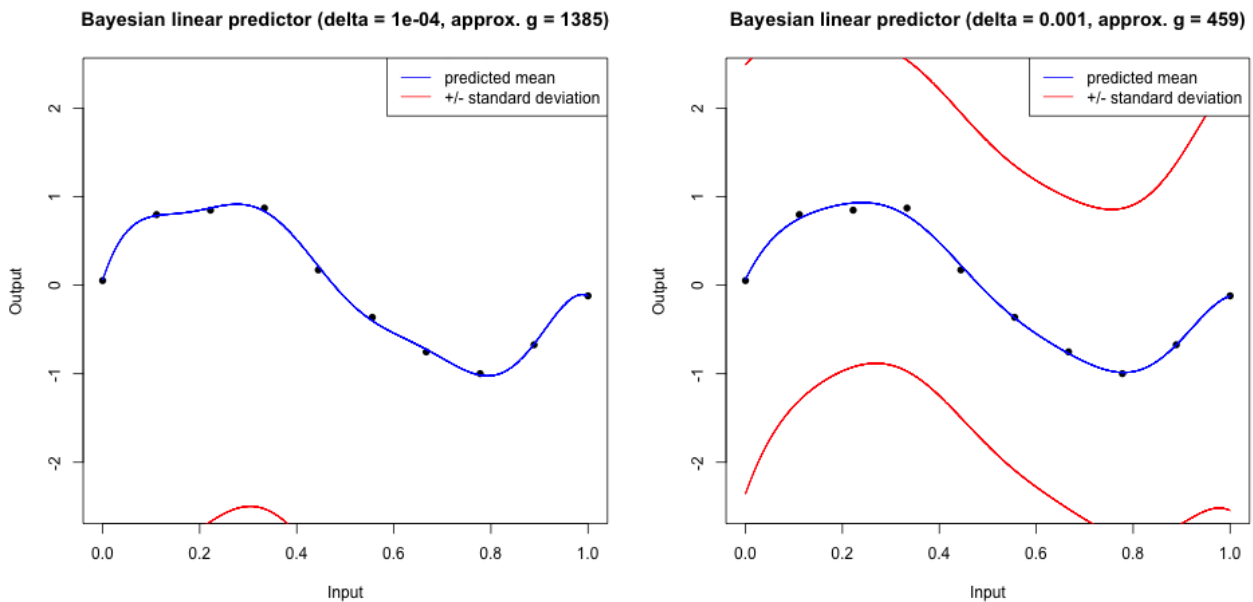 Bayesian linear predictor (delta = 1e-04, approx. g = 1385)
predicted mean
+/- standard deviation
2
1
0
-1
-2
Output
0.0 0.2 0.4 0.6 0.8 1.0
Input
Bayesian linear predictor (delta = 0.001, approx. g = 459)
predicted mean
+/- standard deviation
2
1
0
-1
-2
Output
0.0 0.2 0.4 0.6 0.8 1.0
Input